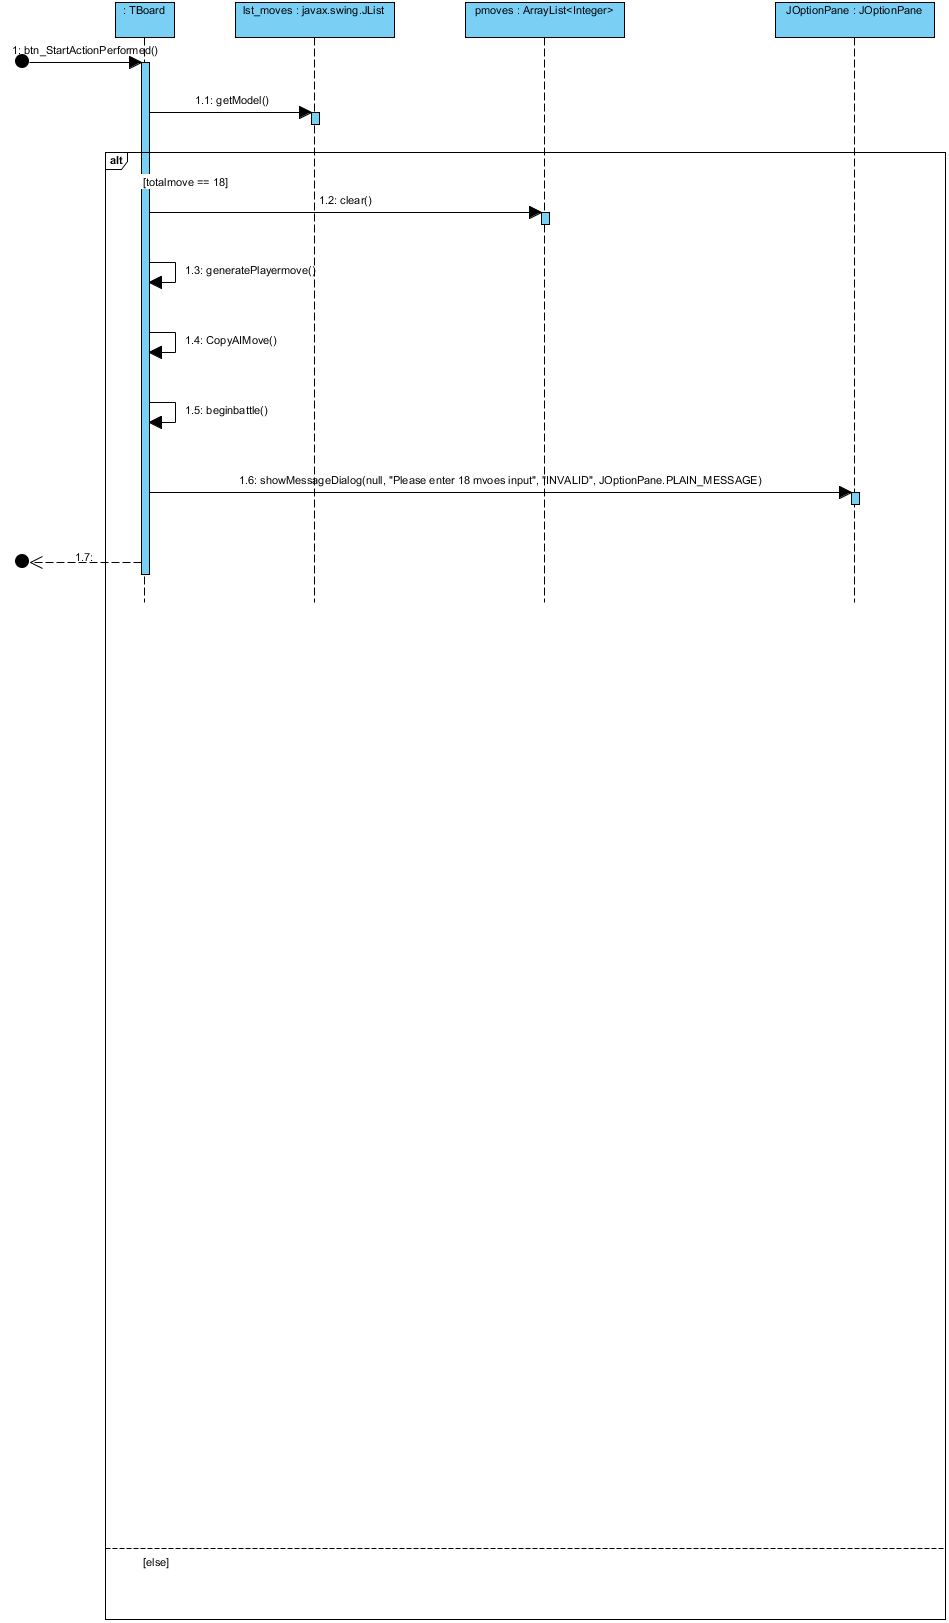 : TBoard
lst_moves : javax.swing.JList
pmoves : ArrayList<Integer>
JOptionPane : JOptionPane
1: btn_StartActionPerformed()
1.1: getModel()
alt
[totalmove == 18]
1.2: clear()
1.3: generatePlayermove()
1.4: CopyAIMove()
1.5: beginbattle()
1.6: showMessageDialog(null, "Please enter 18 mvoes input", "INVALID", JOptionPane.PLAIN_MESSAGE)
1.7:
[else]